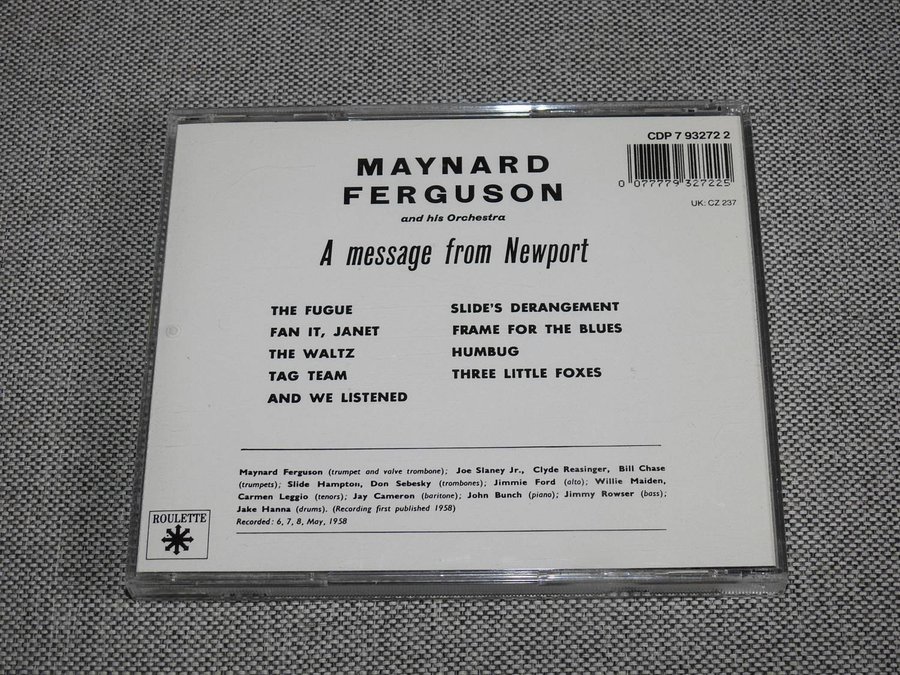 CDP 7 93272 2
0 077779 327225
UK: CZ 237
MAYNARD
FERGUSON
and his Orchestra
A message from Newport
THE FUGUE
FAN IT, JANET
THE WALTZ
TAG TEAM
AND WE LISTENED
SLIDE'S DERANGEMENT
FRAME FOR THE BLUES
HUMBUG
THREE LITTLE FOXES
Maynard Ferguson (trumpet and valve trombone); Joe Slaney Jr., Clyde Reasinger, Bill Chase
(trumpets); Slide Hampton, Don Sebesky (trombones); Jimmie Ford (alto); Willie Maiden,
Carmen Leggio (tenors); Jay Cameron (baritone); John Bunch (piano); Jimmy Rowser (bass);
Jake Hanna (drums). (Recording first published 1958)
Recorded: 6, 7, 8, May, 1958
ROULETTE